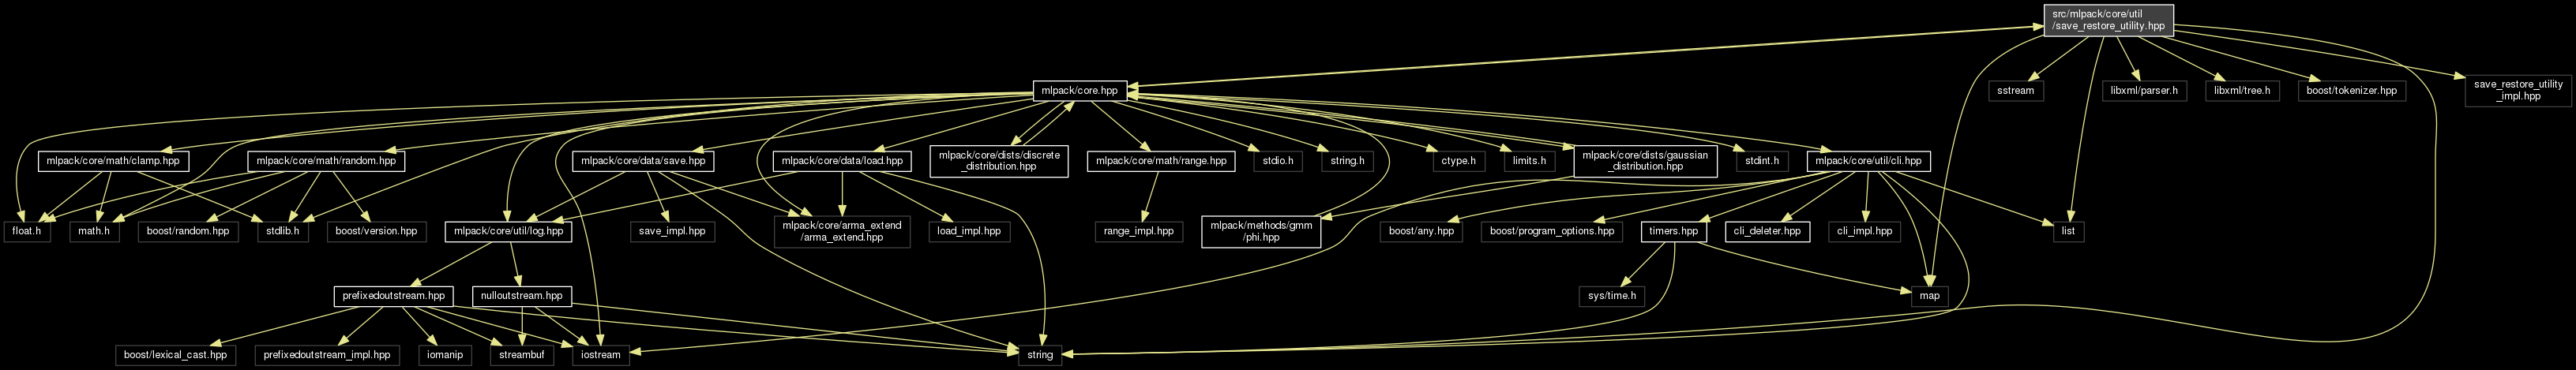 src/mlpack/core/util
/save_restore_utility.hpp
mlpack/core.hpp
sstream
libxml/parser.h
libxml/tree.h
boost/tokenizer.hpp
save_restore_utility
_impl.hpp
mlpack/core/math/clamp.hpp
mlpack/core/math/random.hpp
mlpack/core/data/save.hpp
mlpack/core/data/load.hpp
mlpack/core/dists/discrete
_distribution.hpp
mlpack/core/math/range.hpp
stdio.h
string.h
ctype.h
limits.h
mlpack/core/dists/gaussian
_distribution.hpp
stdint.h
mlpack/core/util/cli.hpp
float.h
math.h
boost/random.hpp
stdlib.h
boost/version.hpp
mlpack/core/util/log.hpp
save_impl.hpp
mlpack/core/arma_extend
/arma_extend.hpp
load_impl.hpp
range_impl.hpp
mlpack/methods/gmm
/phi.hpp
boost/any.hpp
boost/program_options.hpp
timers.hpp
cli_deleter.hpp
cli_impl.hpp
list
prefixedoutstream.hpp
nulloutstream.hpp
sys/time.h
map
boost/lexical_cast.hpp
prefixedoutstream_impl.hpp
iomanip
streambuf
iostream
string